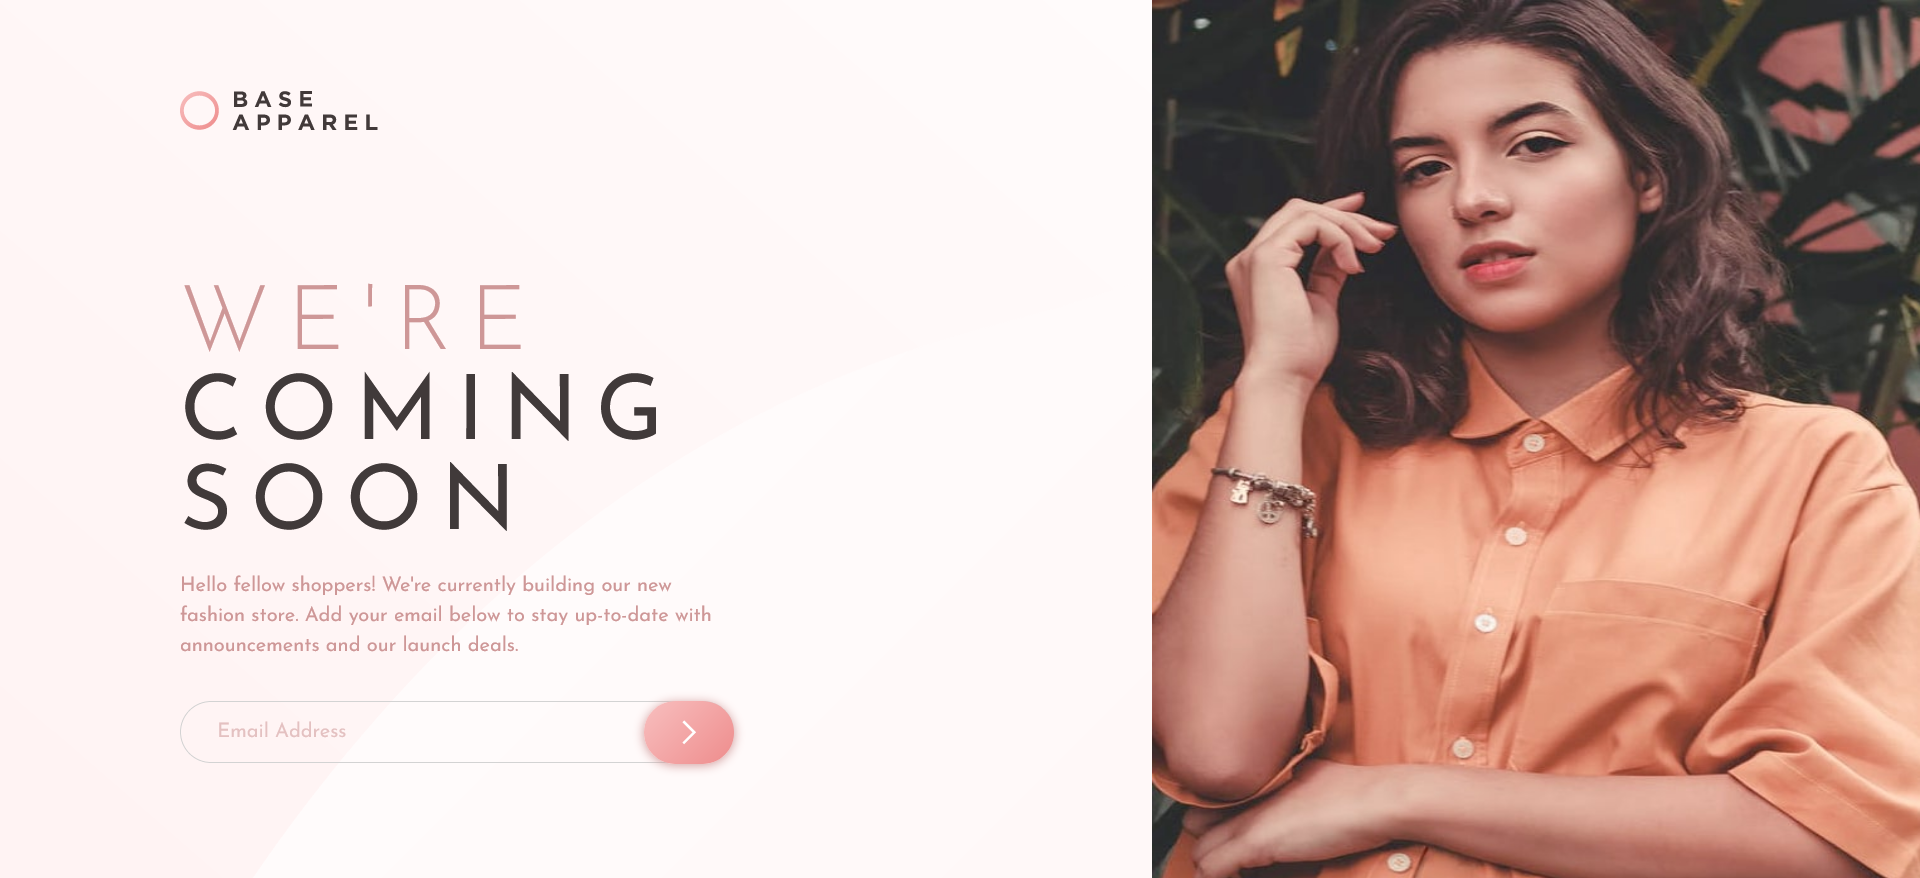 BASE
APPAREL
WE'RE
COMING
SOON
Hello fellow shoppers! We're currently building our new
fashion store. Add your email below to stay up-to-date with
announcements and our launch deals.
Email Address